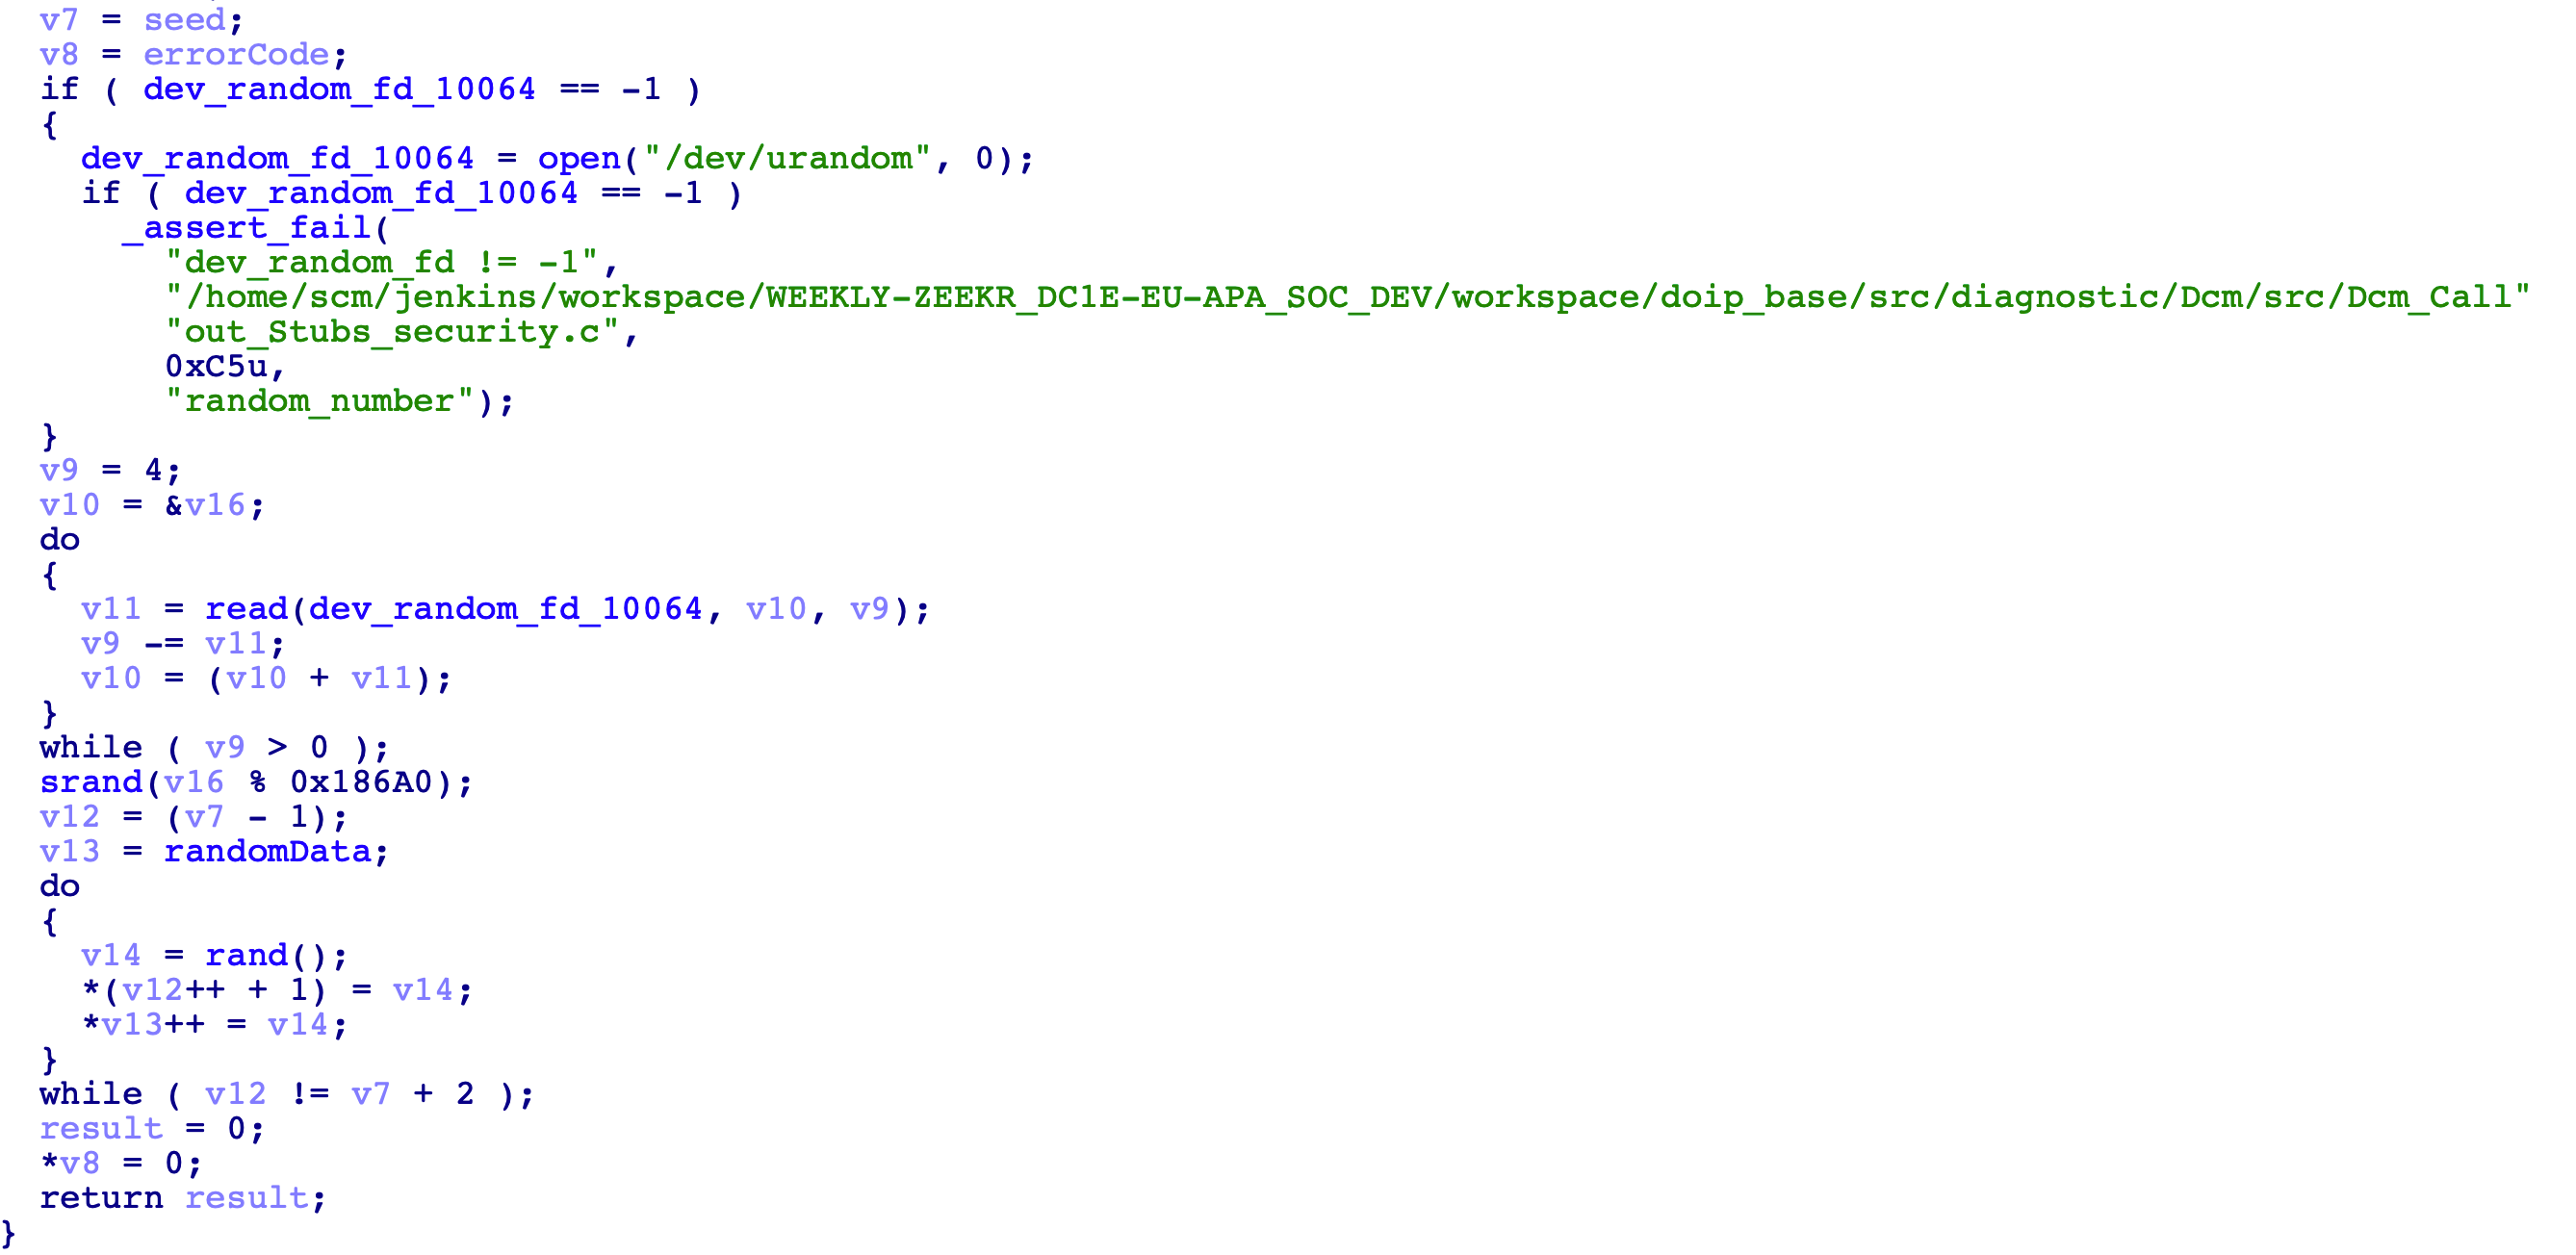 v7 = seed;
v8 = errorCode;
if ( dev_random_fd_10064 == -1 )
{
dev_random_fd_10064 = open("/dev/urandom", 0);
if ( dev_random_fd_10064 == -1 )
_assert_fail(
"dev_random_fd != -1",
"/home/scm/jenkins/workspace/WEEKLY-ZEEKR_DC1E-EU-APA_SOC_DEV/workspace/doip_base/src/diagnostic/Dcm/src/Dcm_Call"
"out_Stubs_security.c",
0xC5u,
"random_number");
}
v9 = 4;
v10 = &v16;
do
{
v11 = read(dev_random_fd_10064, v10, v9);
v9 -= v11;
v10 = (v10 + v11);
}
while ( v9 > 0 );
srand(v16 % 0x186A0);
v12 = (v7 - 1);
v13 = randomData;
do
{
v14 = rand();
*(v12++ + 1) = v14;
*v13++ = v14;
}
while ( v12 != v7 + 2 );
result = 0;
*v8 = 0;
return result;
}